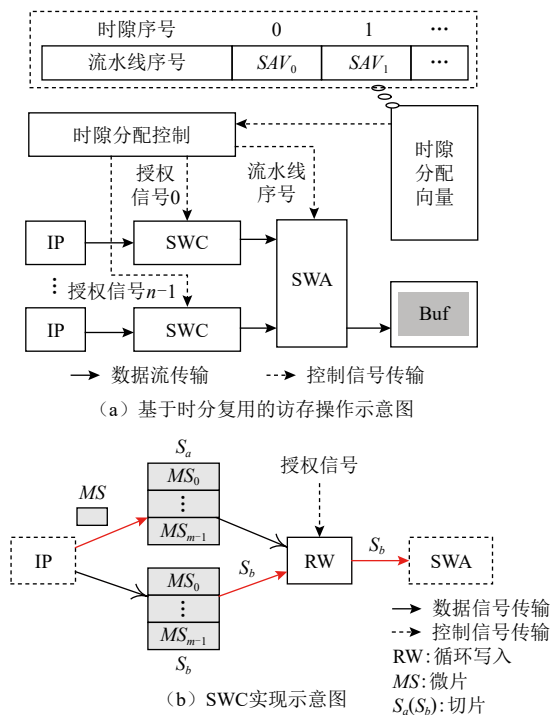 时隙序号 0 1 …
流水线序号 SAV₀ SAV₁ …
时隙分配控制
时隙
分配
向量
授权
信号0
流水线
序号
IP SWC
SWA
⋮ 授权信号n−1
IP SWC
Buf
数据流传输 控制信号传输
(a) 基于时分复用的访存操作示意图
Sₐ
MS
MS₀
⋮
MSₘ₋₁
授权信号
IP
RW
S_b
SWA
S_b
MS₀
⋮
MSₘ₋₁
S_b
数据信号传输
控制信号传输
RW:循环写入
MS:微片
Sₐ(S_b):切片
(b) SWC实现示意图